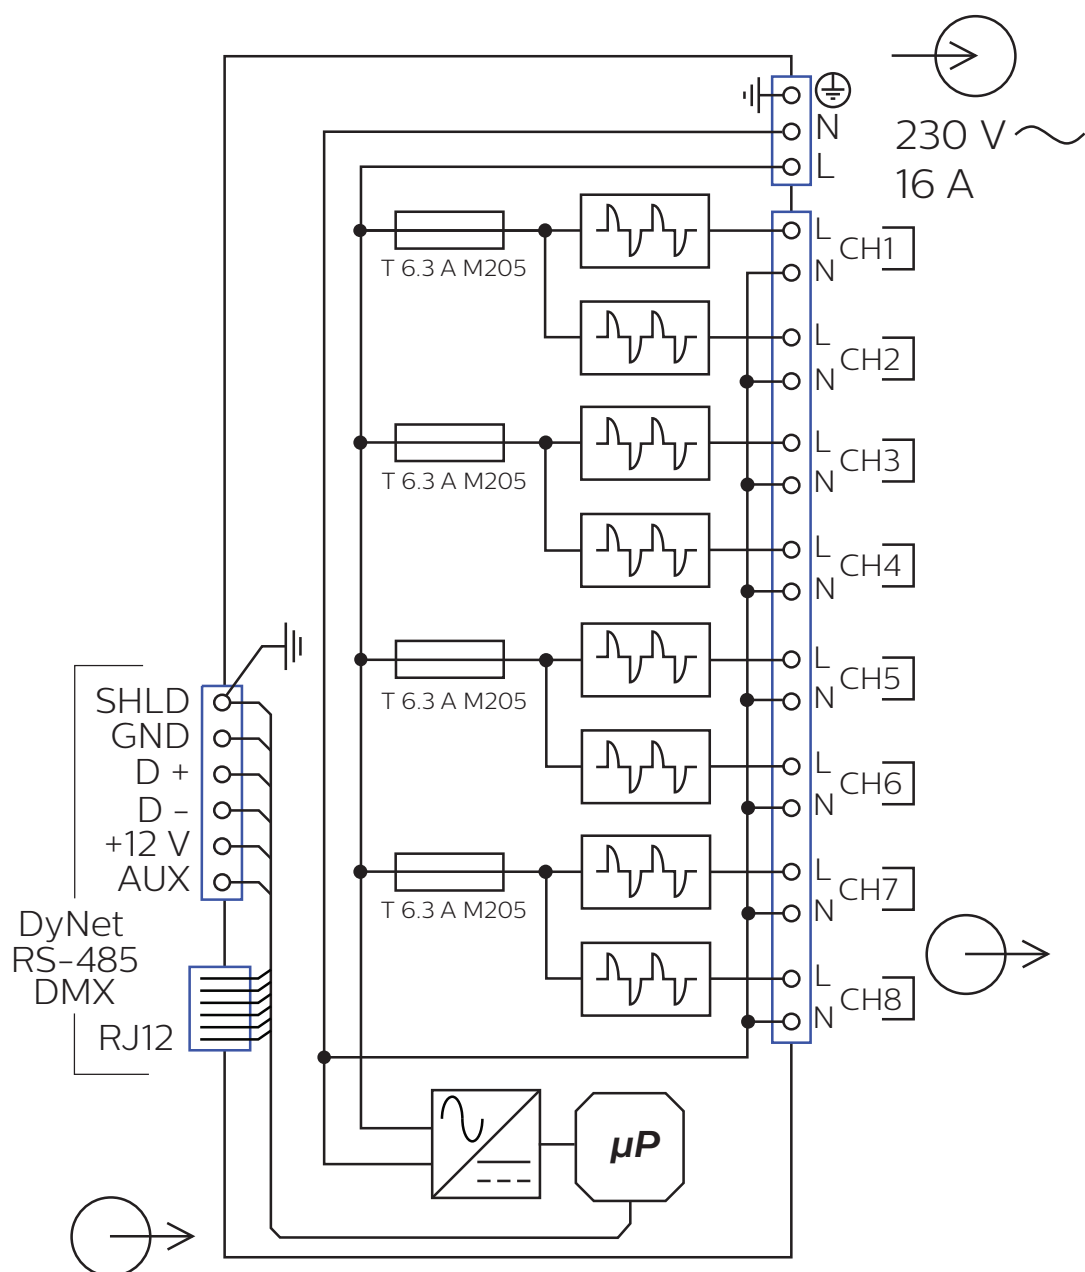 N
L
230 V
16 A
L
CH1
N
T 6.3 A M205
L
CH2
N
L
CH3
N
T 6.3 A M205
L
CH4
N
L
CH5
N
T 6.3 A M205
L
CH6
N
L
CH7
N
T 6.3 A M205
L
CH8
N
SHLD
GND
D +
D -
+12 V
AUX
DyNet
RS-485
DMX
RJ12
µP